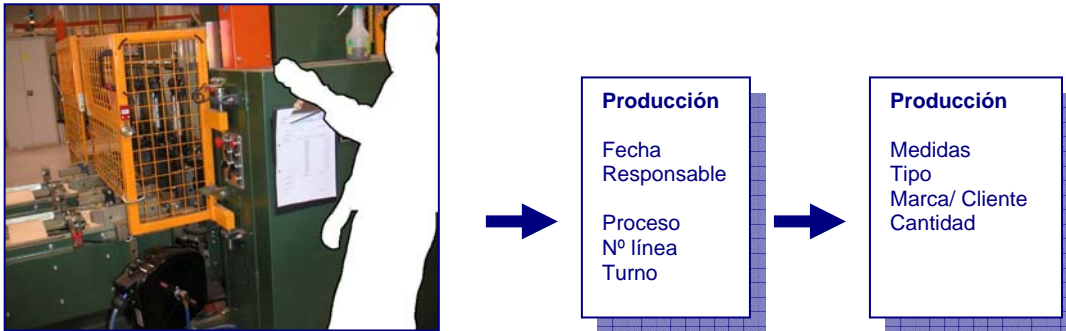 Producción
Fecha
Responsable
Proceso
Nº línea
Turno
Producción
Medidas
Tipo
Marca/ Cliente
Cantidad